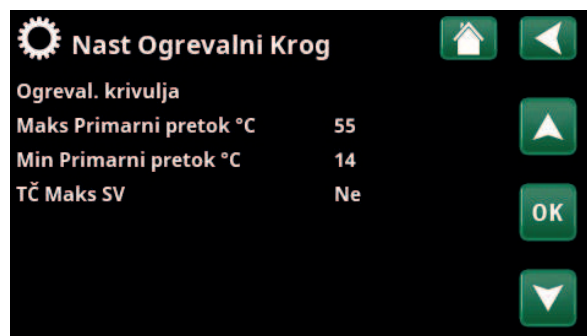 Nast Ogrevalni Krog
Ogreval. krivulja
Maks Primarni pretok °C 55
Min Primarni pretok °C 14
TČ Maks SV Ne
OK